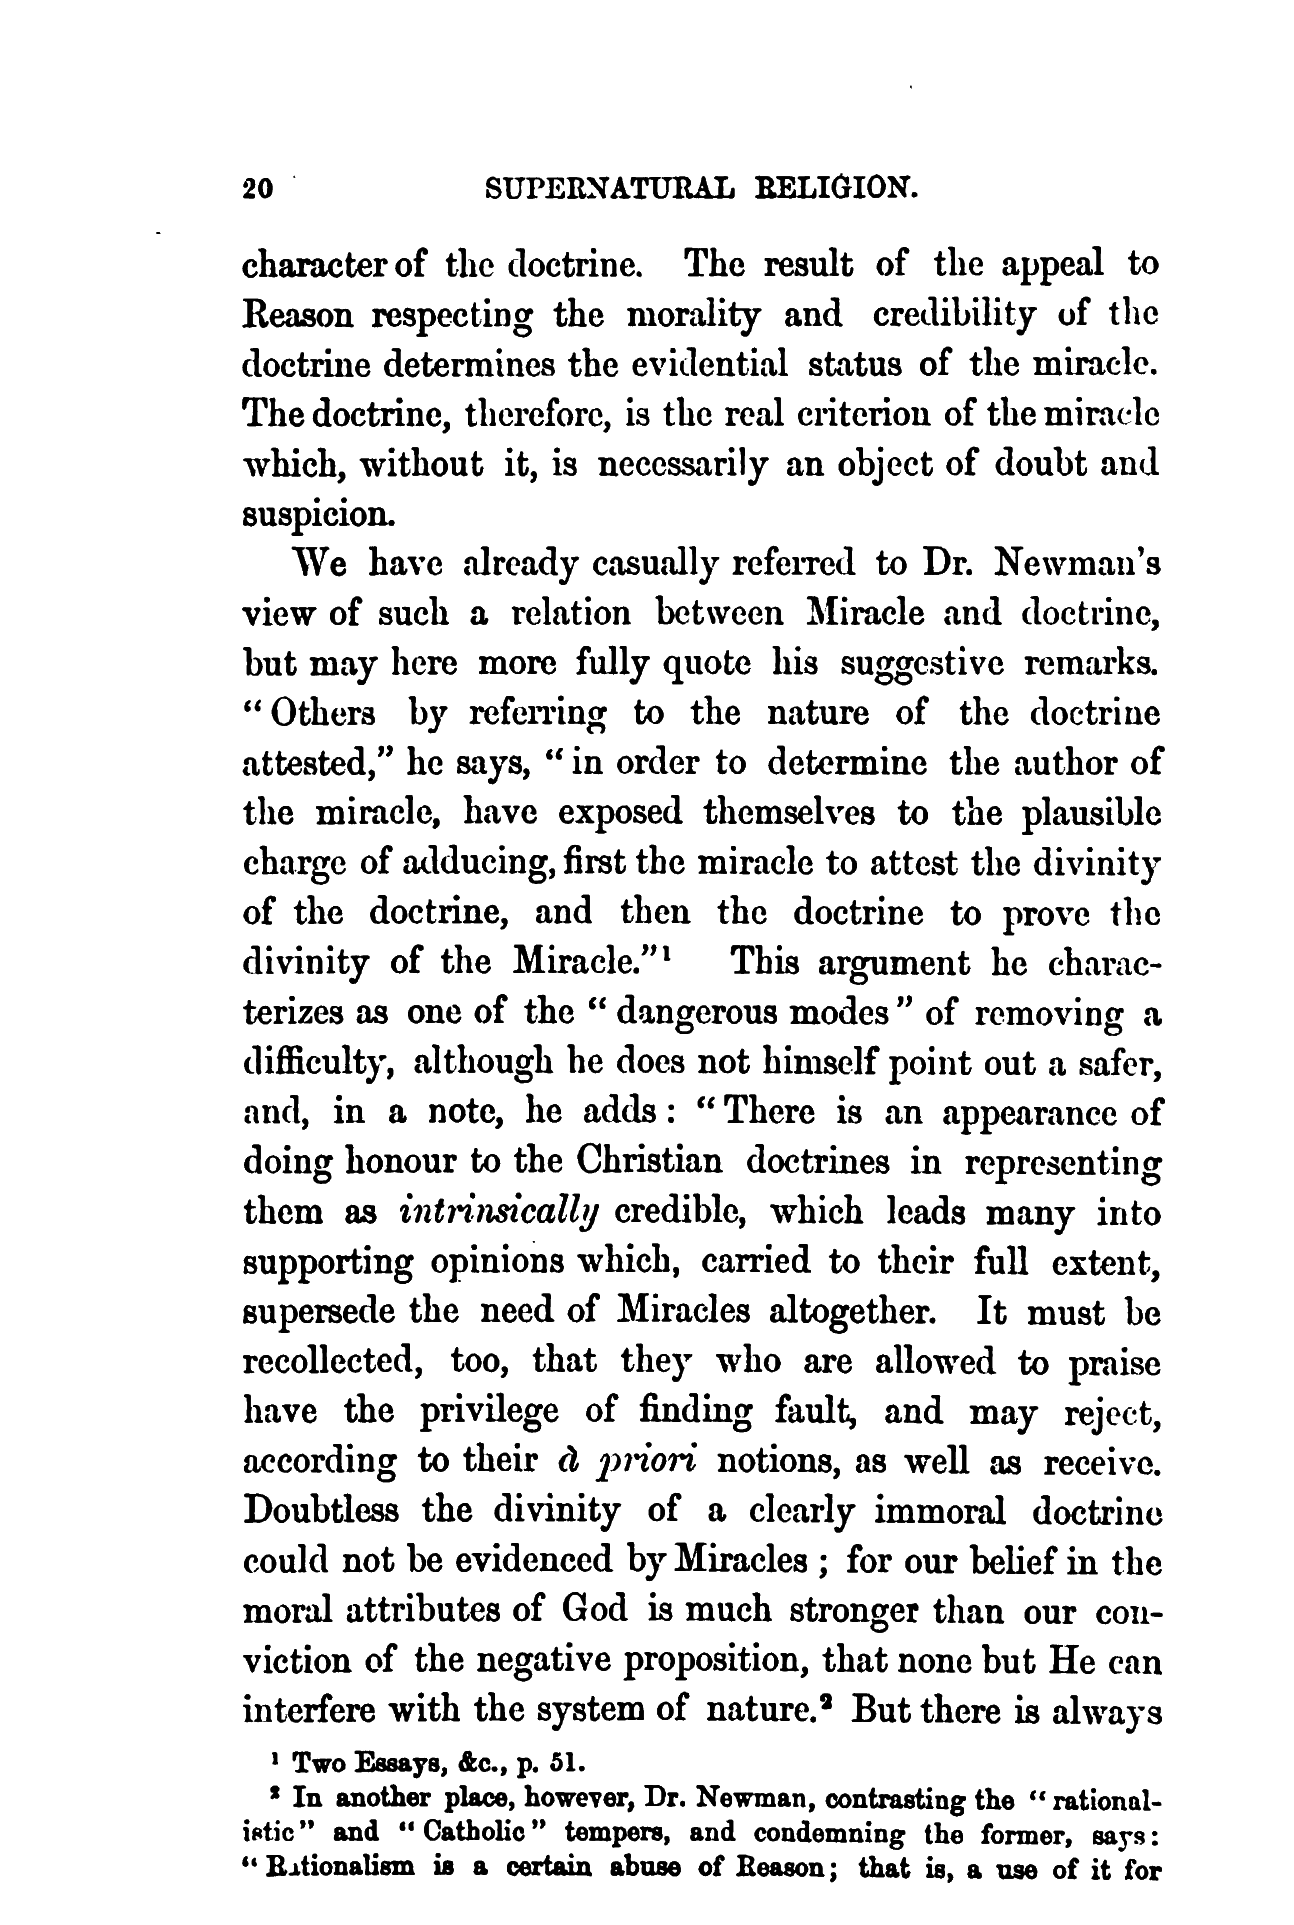 20 SUPERNATURAL RELIGION.
character of the doctrine. The result of the appeal to
Reason respecting the morality and credibility of the
doctrine determines the evidential status of the miracle.
The doctrine, therefore, is the real criterion of the miracle
which, without it, is necessarily an object of doubt and
suspicion.
We have already casually referred to Dr. Newman's
view of such a relation between Miracle and doctrine,
but may here more fully quote his suggestive remarks.
“Others by referring to the nature of the doctrine
attested,” he says, “in order to determine the author of
the miracle, have exposed themselves to the plausible
charge of adducing, first the miracle to attest the divinity
of the doctrine, and then the doctrine to prove the
divinity of the Miracle.”¹ This argument he charac-
terizes as one of the “dangerous modes” of removing a
difficulty, although he does not himself point out a safer,
and, in a note, he adds: “There is an appearance of
doing honour to the Christian doctrines in representing
them as intrinsically credible, which leads many into
supporting opinions which, carried to their full extent,
supersede the need of Miracles altogether. It must be
recollected, too, that they who are allowed to praise
have the privilege of finding fault, and may reject,
according to their à priori notions, as well as receive.
Doubtless the divinity of a clearly immoral doctrine
could not be evidenced by Miracles; for our belief in the
moral attributes of God is much stronger than our con-
viction of the negative proposition, that none but He can
interfere with the system of nature.² But there is always
¹ Two Essays, &c., p. 51.
² In another place, however, Dr. Newman, contrasting the “rational-
istic” and “Catholic” tempers, and condemning the former, says:
“Rationalism is a certain abuse of Reason; that is, a use of it for